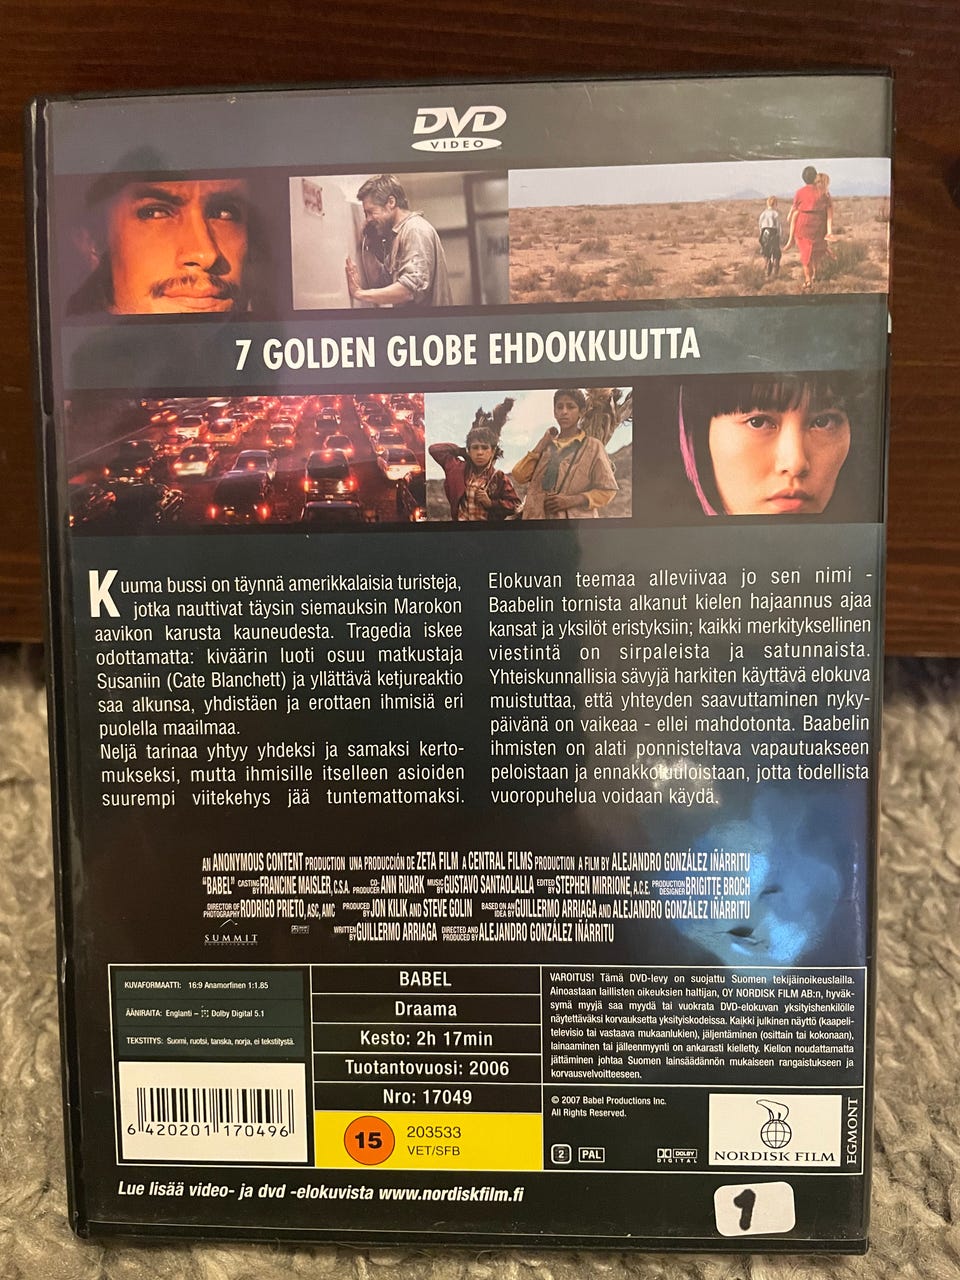 DVD
VIDEO
7 GOLDEN GLOBE EHDOKKUUTTA
Kuuma bussi on täynnä amerikkalaisia turisteja,
jotka nauttivat täysin siemauksin Marokon
aavikon karusta kauneudesta. Tragedia iskee
odottamatta: kiväärin luoti osuu matkustaja
Susaniin (Cate Blanchett) ja yllättävä ketjureaktio
saa alkunsa, yhdistäen ja erottaen ihmisiä eri
puolella maailmaa.
Neljä tarinaa yhtyy yhdeksi ja samaksi kerto-
mukseksi, mutta ihmisille itselleen asioiden
suurempi viitekehys jää tuntemattomaksi.
Elokuvan teemaa alleviivaa jo sen nimi -
Baabelin tornista alkanut kielen hajaannus ajaa
kansat ja yksilöt eristyksiin; kaikki merkityksellinen
viestintä on sirpaleista ja satunnaista.
Yhteiskunnallisia sävyjä harkiten käyttävä elokuva
muistuttaa, että yhteyden saavuttaminen nyky-
päivänä on vaikeaa - ellei mahdotonta. Baabelin
ihmisten on alati ponnisteltava vapautuakseen
peloistaan ja ennakkoluuloistaan, jotta todellista
vuoropuhelua voidaan käydä.
AN ANONYMOUS CONTENT PRODUCTION UNA PRODUCCIÓN DE ZETA FILM A CENTRAL FILMS PRODUCTION A FILM BY ALEJANDRO GONZÁLEZ IÑÁRRITU
"BABEL" CASTING BY FRANCINE MAISLER, C.S.A. CO-PRODUCER ANN RUARK MUSIC BY GUSTAVO SANTAOLALLA EDITED BY STEPHEN MIRRIONE, A.C.E. PRODUCTION DESIGNER BRIGITTE BROCH
DIRECTOR OF PHOTOGRAPHY RODRIGO PRIETO, ASC, AMC PRODUCED BY JON KILIK AND STEVE GOLIN BASED ON AN IDEA BY GUILLERMO ARRIAGA AND ALEJANDRO GONZÁLEZ IÑÁRRITU
SUMMIT
WRITTEN BY GUILLERMO ARRIAGA DIRECTED AND PRODUCED BY ALEJANDRO GONZÁLEZ IÑÁRRITU
KUVAFORMAATTI: 16:9 Anamorfinen 1:1.85
ÄÄNIRAITA: Englanti – Dolby Digital 5.1
TEKSTITYS: Suomi, ruotsi, tanska, norja, ei tekstitystä.
6 420201 170496
BABEL
Draama
Kesto: 2h 17min
Tuotantovuosi: 2006
Nro: 17049
15
203533
VET/SFB
VAROITUS! Tämä DVD-levy on suojattu Suomen tekijäinoikeuslailla.
Ainoastaan laillisten oikeuksien haltijan, OY NORDISK FILM AB:n, hyväk-
symä myyjä saa myydä tai vuokrata DVD-elokuvan yksityishenkilölle
näytettäväksi korvauksetta yksityiskodeissa. Kaikki julkinen näyttö (kaapeli-
televisio tai vastaava mukaanlukien), jäljentäminen (osittain tai kokonaan),
lainaaminen tai jälleenmyynti on ankarasti kielletty. Kiellon noudattamatta
jättäminen johtaa Suomen lainsäädännön mukaiseen rangaistukseen ja
korvausvelvoitteeseen.
© 2007 Babel Productions Inc.
All Rights Reserved.
2 PAL
DOLBY
DIGITAL
NORDISK FILM
EGMONT
Lue lisää video- ja dvd -elokuvista www.nordiskfilm.fi
1